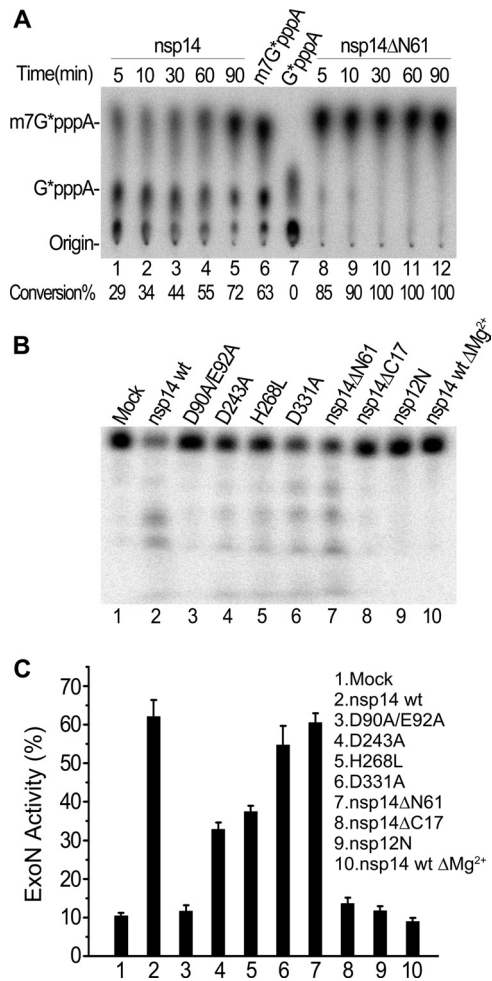 A
nsp14 m7G*pppA G*pppA nsp14ΔN61
Time(min) 5 10 30 60 90 5 10 30 60 90
m7G*pppA-
G*pppA-
Origin-
1 2 3 4 5 6 7 8 9 10 11 12
Conversion% 29 34 44 55 72 63 0 85 90 100 100 100
B
Mock nsp14 wt D90A/E92A D243A H268L D331A nsp14ΔN61 nsp14ΔC17 nsp12N nsp14 wt ΔMg²⁺
1 2 3 4 5 6 7 8 9 10
C
ExoN Activity (%)
70
60
50
40
30
20
10
0
1 2 3 4 5 6 7 8 9 10
1.Mock
2.nsp14 wt
3.D90A/E92A
4.D243A
5.H268L
6.D331A
7.nsp14ΔN61
8.nsp14ΔC17
9.nsp12N
10.nsp14 wt ΔMg²⁺